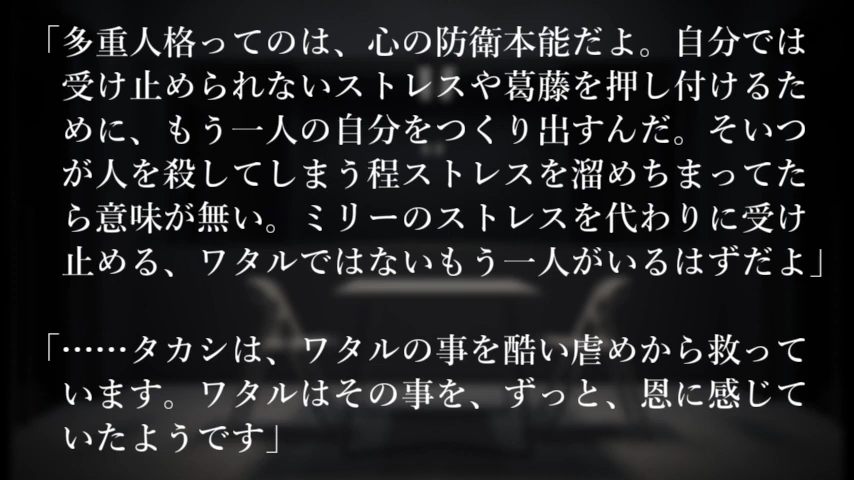 「多重人格ってのは、心の防衛本能だよ。自分では
受け止められないストレスや葛藤を押し付けるた
めに、もう一人の自分をつくり出すんだ。そいつ
が人を殺してしまう程ストレスを溜めちまってた
ら意味が無い。ミリーのストレスを代わりに受け
止める、ワタルではないもう一人がいるはずだよ」
「……タカシは、ワタルの事を酷い虐めから救って
います。ワタルはその事を、ずっと、恩に感じて
いたようです」